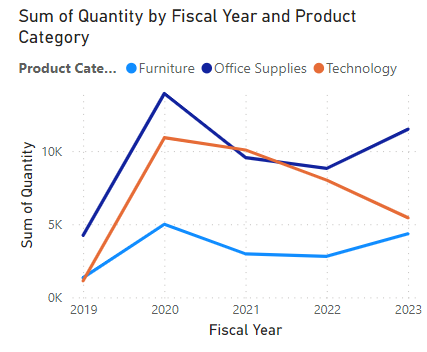 Sum of Quantity by Fiscal Year and Product
Category
Product Cate... Furniture Office Supplies Technology
10K
5K
0K
Sum of Quantity
2019 2020 2021 2022 2023
Fiscal Year